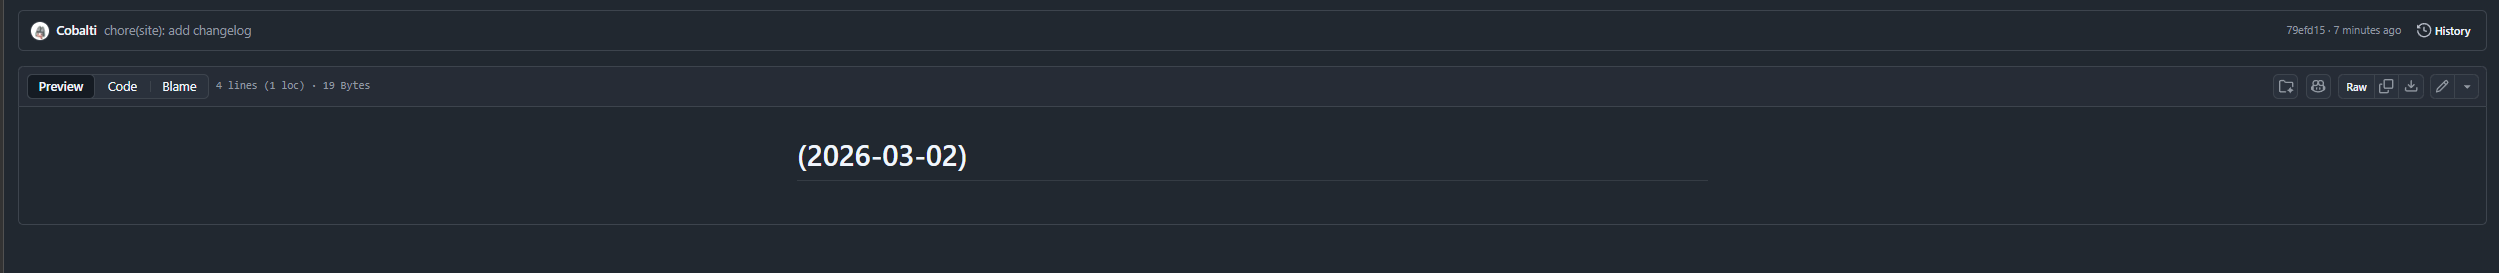 Cobalti chore(site): add changelog 79efd15 · 7 minutes ago History
Preview Code Blame 4 lines (1 loc) · 19 Bytes Raw
(2026-03-02)